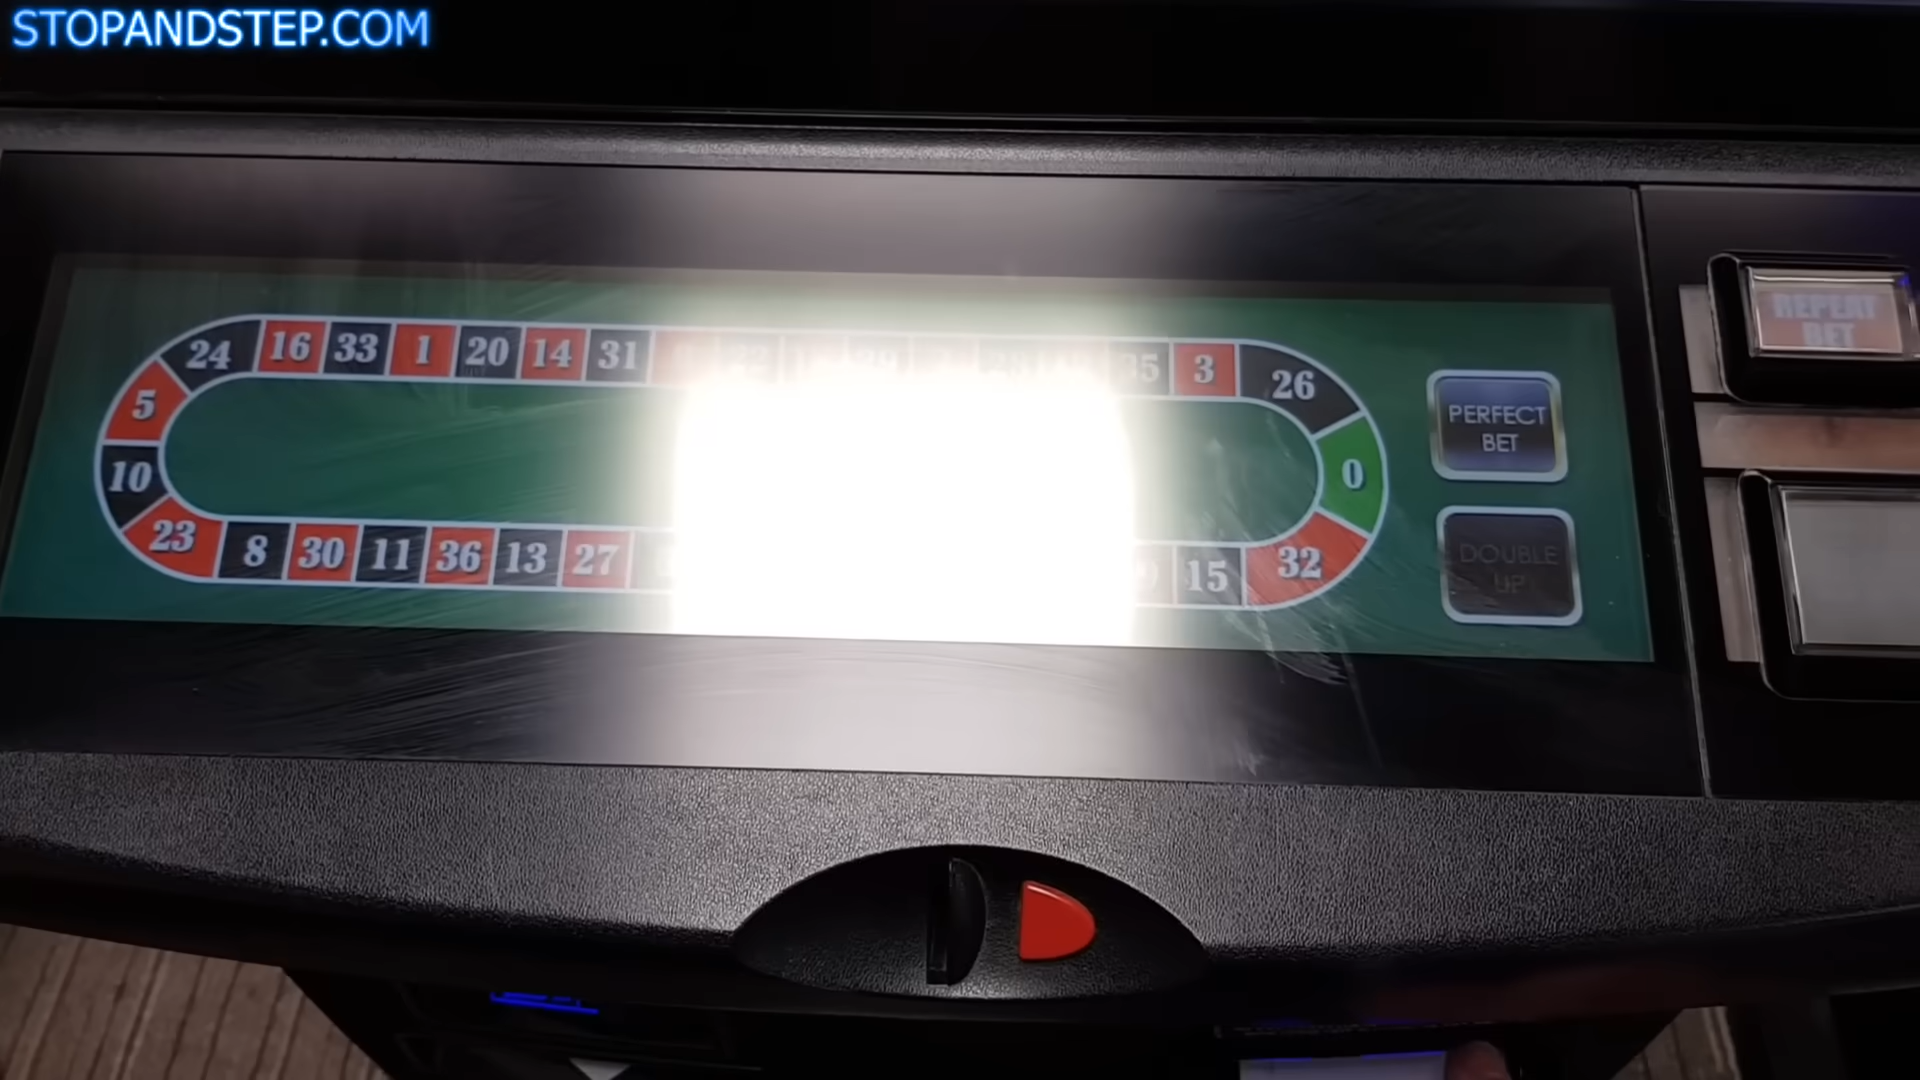 STOPANDSTEP.COM
24 16 33 1 20 14 31 35 3 26
5
10
23 8 30 11 36 13 27 15 32
0
PERFECT
BET
DOUBLE
UP
REPEAT
BET